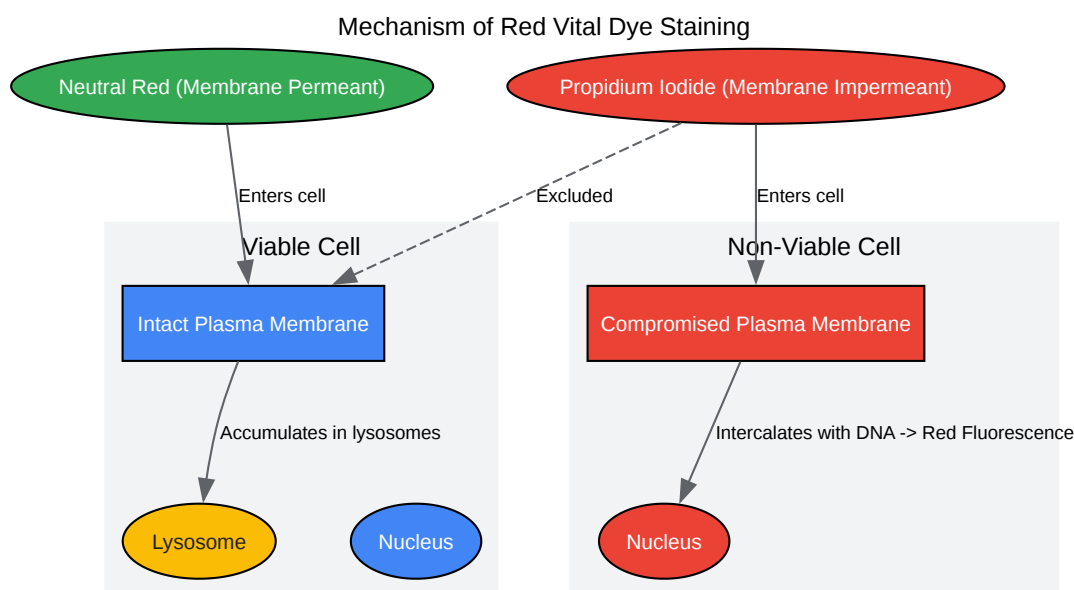 Mechanism of Red Vital Dye Staining
Neutral Red (Membrane Permeant)
Propidium Iodide (Membrane Impermeant)
Enters cell
Excluded
Enters cell
Viable Cell
Non-Viable Cell
Intact Plasma Membrane
Compromised Plasma Membrane
Accumulates in lysosomes
Intercalates with DNA -> Red Fluorescence
Lysosome
Nucleus
Nucleus